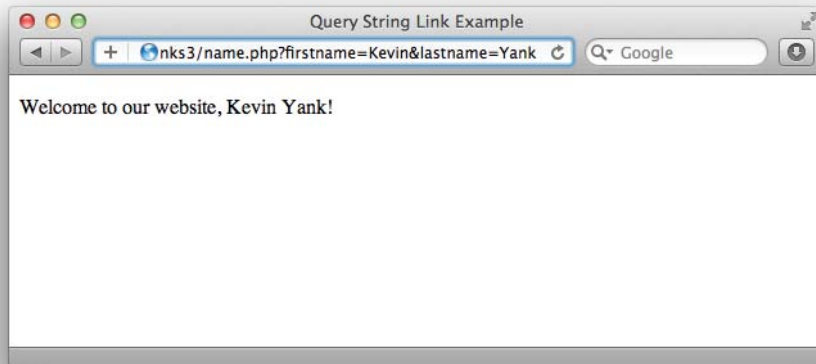 Query String Link Example
nks3/name.php?firstname=Kevin&lastname=Yank
Google
Welcome to our website, Kevin Yank!